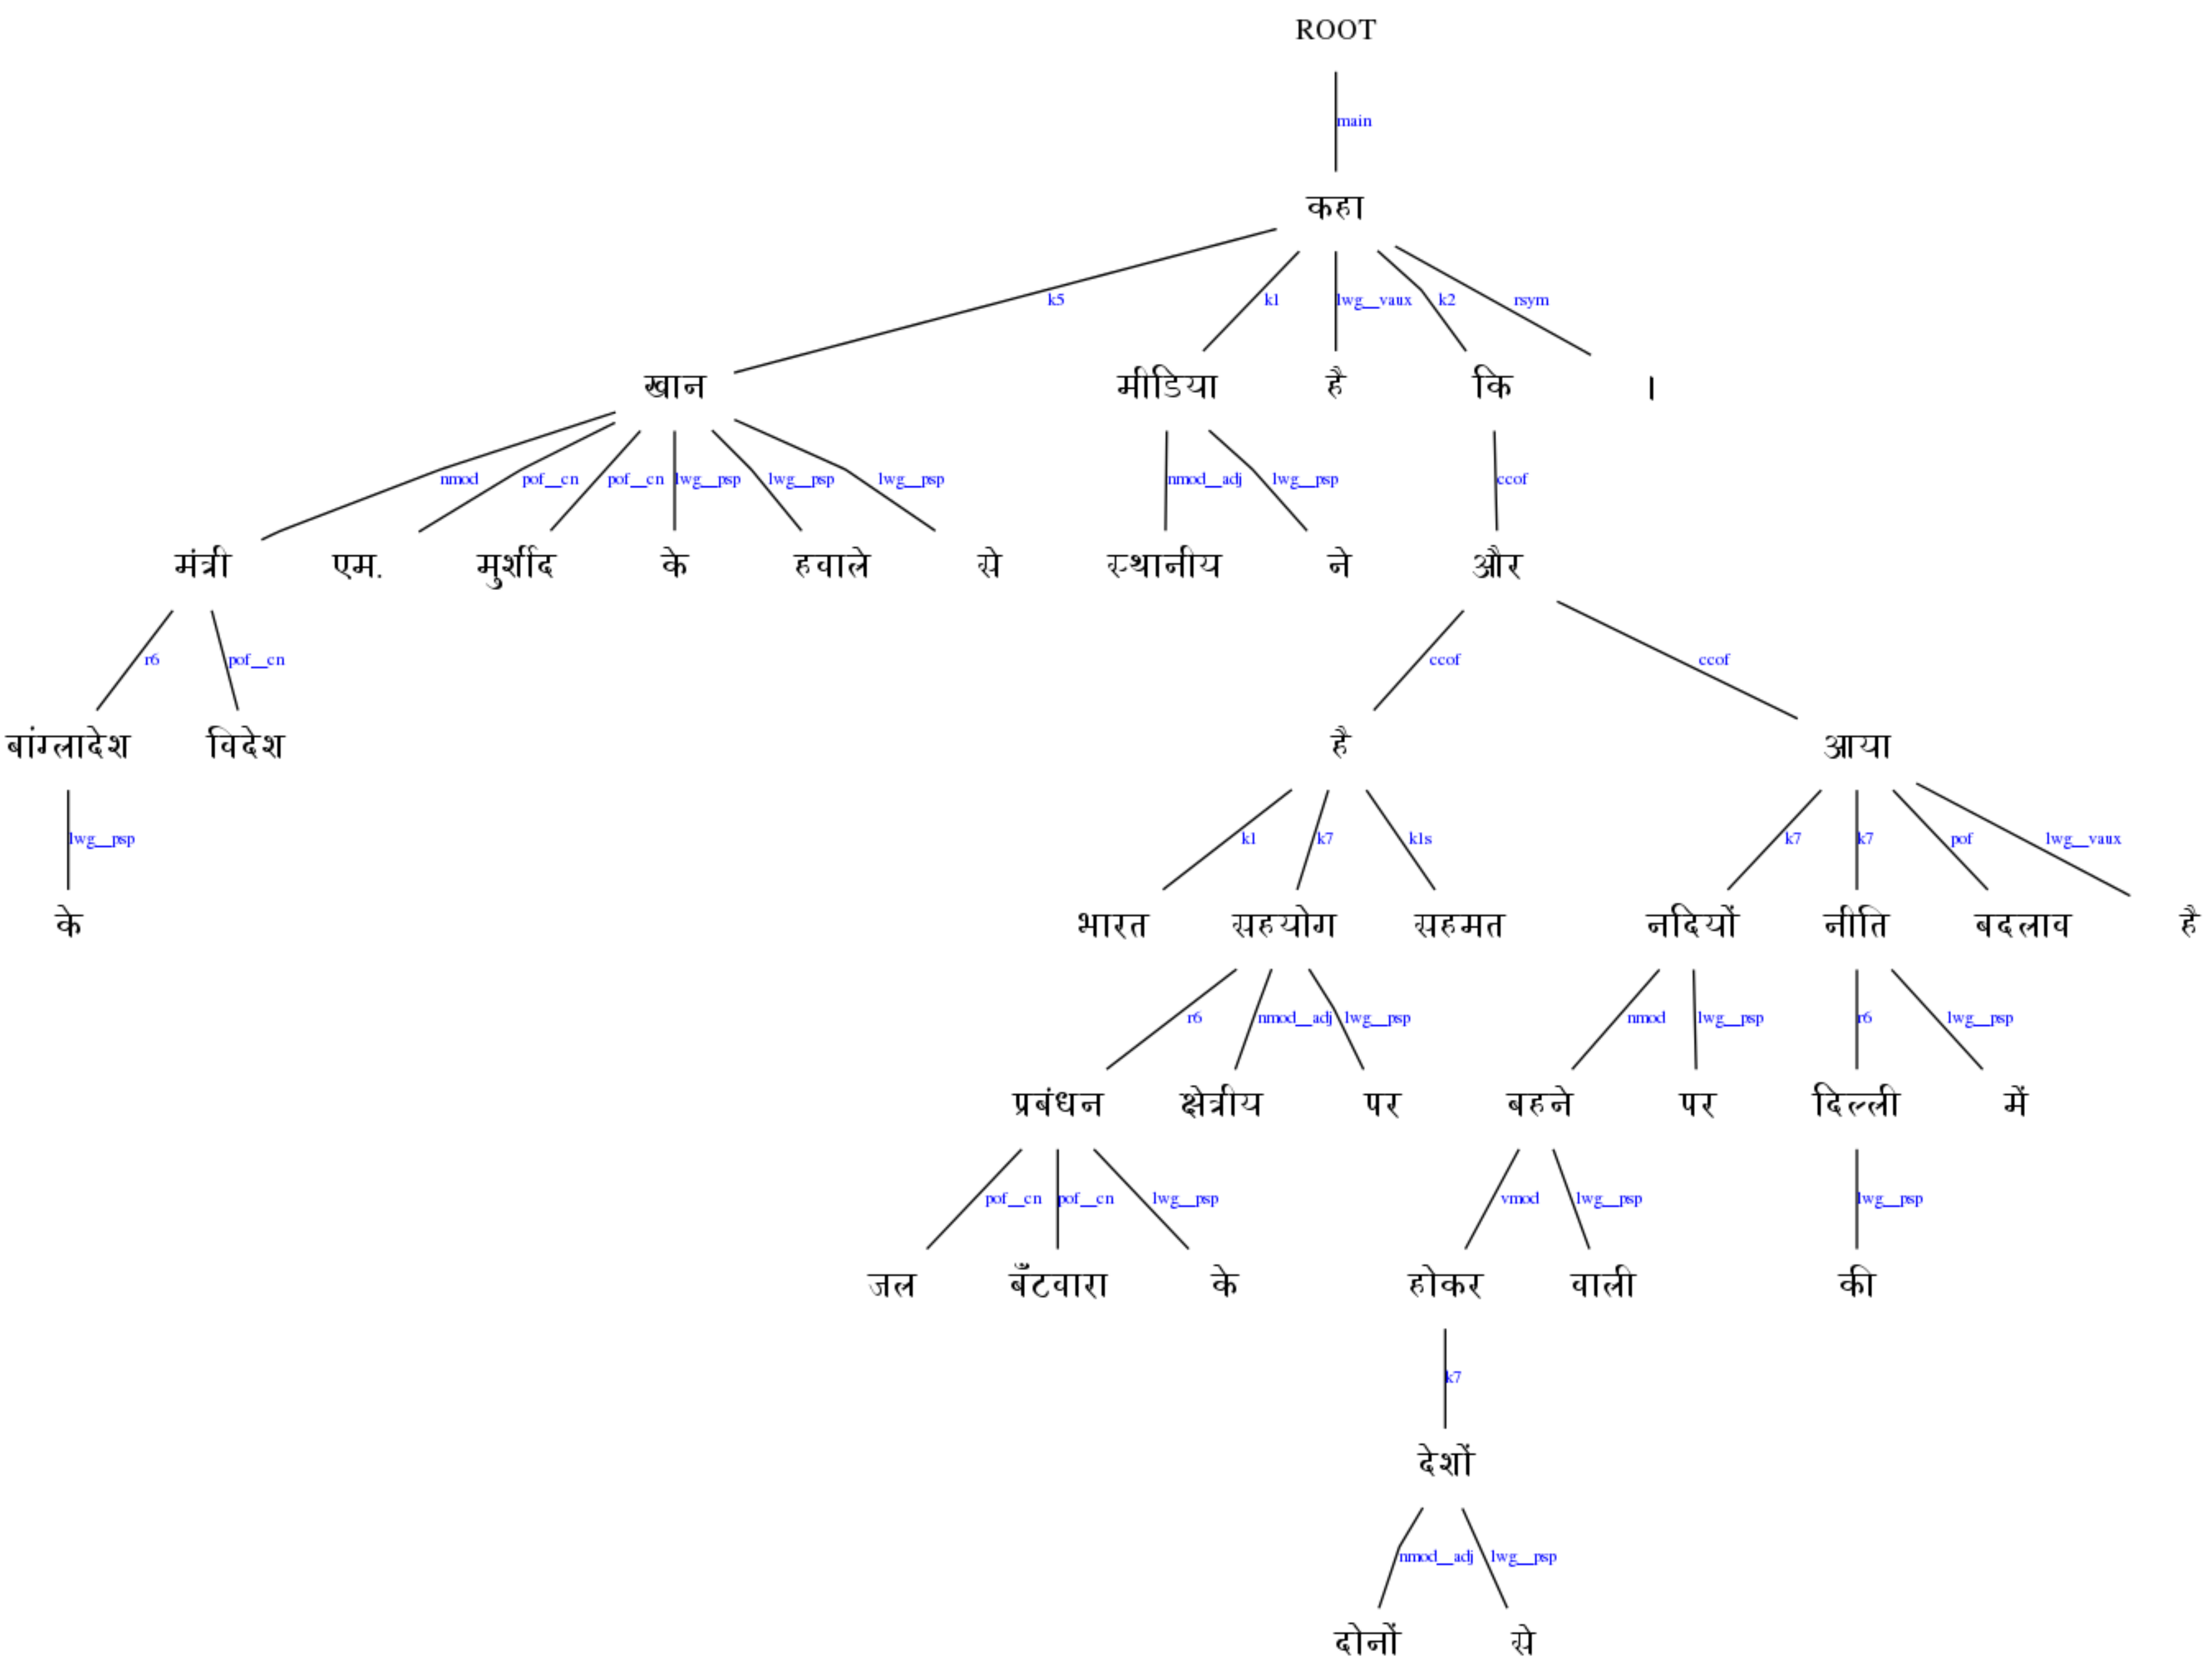 ROOT
main
कहा
k5 k1 lwg__vaux k2 rsym
खान मीडिया है कि ।
nmod pof__cn pof__cn lwg__psp lwg__psp lwg__psp nmod__adj lwg__psp ccof
मंत्री एम. मुर्शीद के हवाले से स्थानीय ने और
r6 pof__cn ccof ccof
बांग्लादेश विदेश है आया
lwg__psp k1 k7 k1s k7 k7 pof lwg__vaux
के भारत सहयोग सहमत नदियों नीति बदलाव है
r6 nmod__adj lwg__psp nmod lwg__psp r6 lwg__psp
प्रबंधन क्षेत्रीय पर बहने पर दिल्ली में
pof__cn pof__cn lwg__psp vmod lwg__psp lwg__psp
जल बँटवारा के होकर वाली की
k7
देशों
nmod__adj lwg__psp
दोनों से